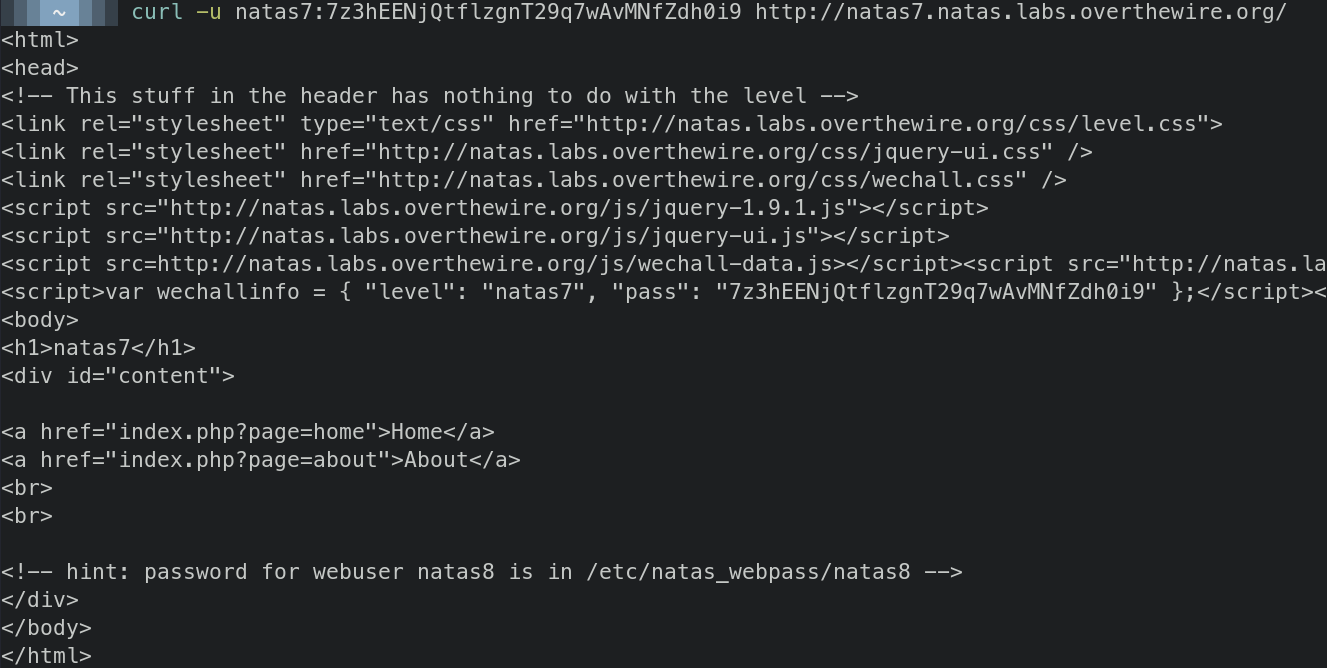 ~ curl -u natas7:7z3hEENjQtflzgnT29q7wAvMNfZdh0i9 http://natas7.natas.labs.overthewire.org/
<html>
<head>
<!-- This stuff in the header has nothing to do with the level -->
<link rel="stylesheet" type="text/css" href="http://natas.labs.overthewire.org/css/level.css">
<link rel="stylesheet" href="http://natas.labs.overthewire.org/css/jquery-ui.css" />
<link rel="stylesheet" href="http://natas.labs.overthewire.org/css/wechall.css" />
<script src="http://natas.labs.overthewire.org/js/jquery-1.9.1.js"></script>
<script src="http://natas.labs.overthewire.org/js/jquery-ui.js"></script>
<script src=http://natas.labs.overthewire.org/js/wechall-data.js></script><script src="http://natas.la
<script>var wechallinfo = { "level": "natas7", "pass": "7z3hEENjQtflzgnT29q7wAvMNfZdh0i9" };</script><
<body>
<h1>natas7</h1>
<div id="content">
<a href="index.php?page=home">Home</a>
<a href="index.php?page=about">About</a>
<br>
<br>
<!-- hint: password for webuser natas8 is in /etc/natas_webpass/natas8 -->
</div>
</body>
</html>